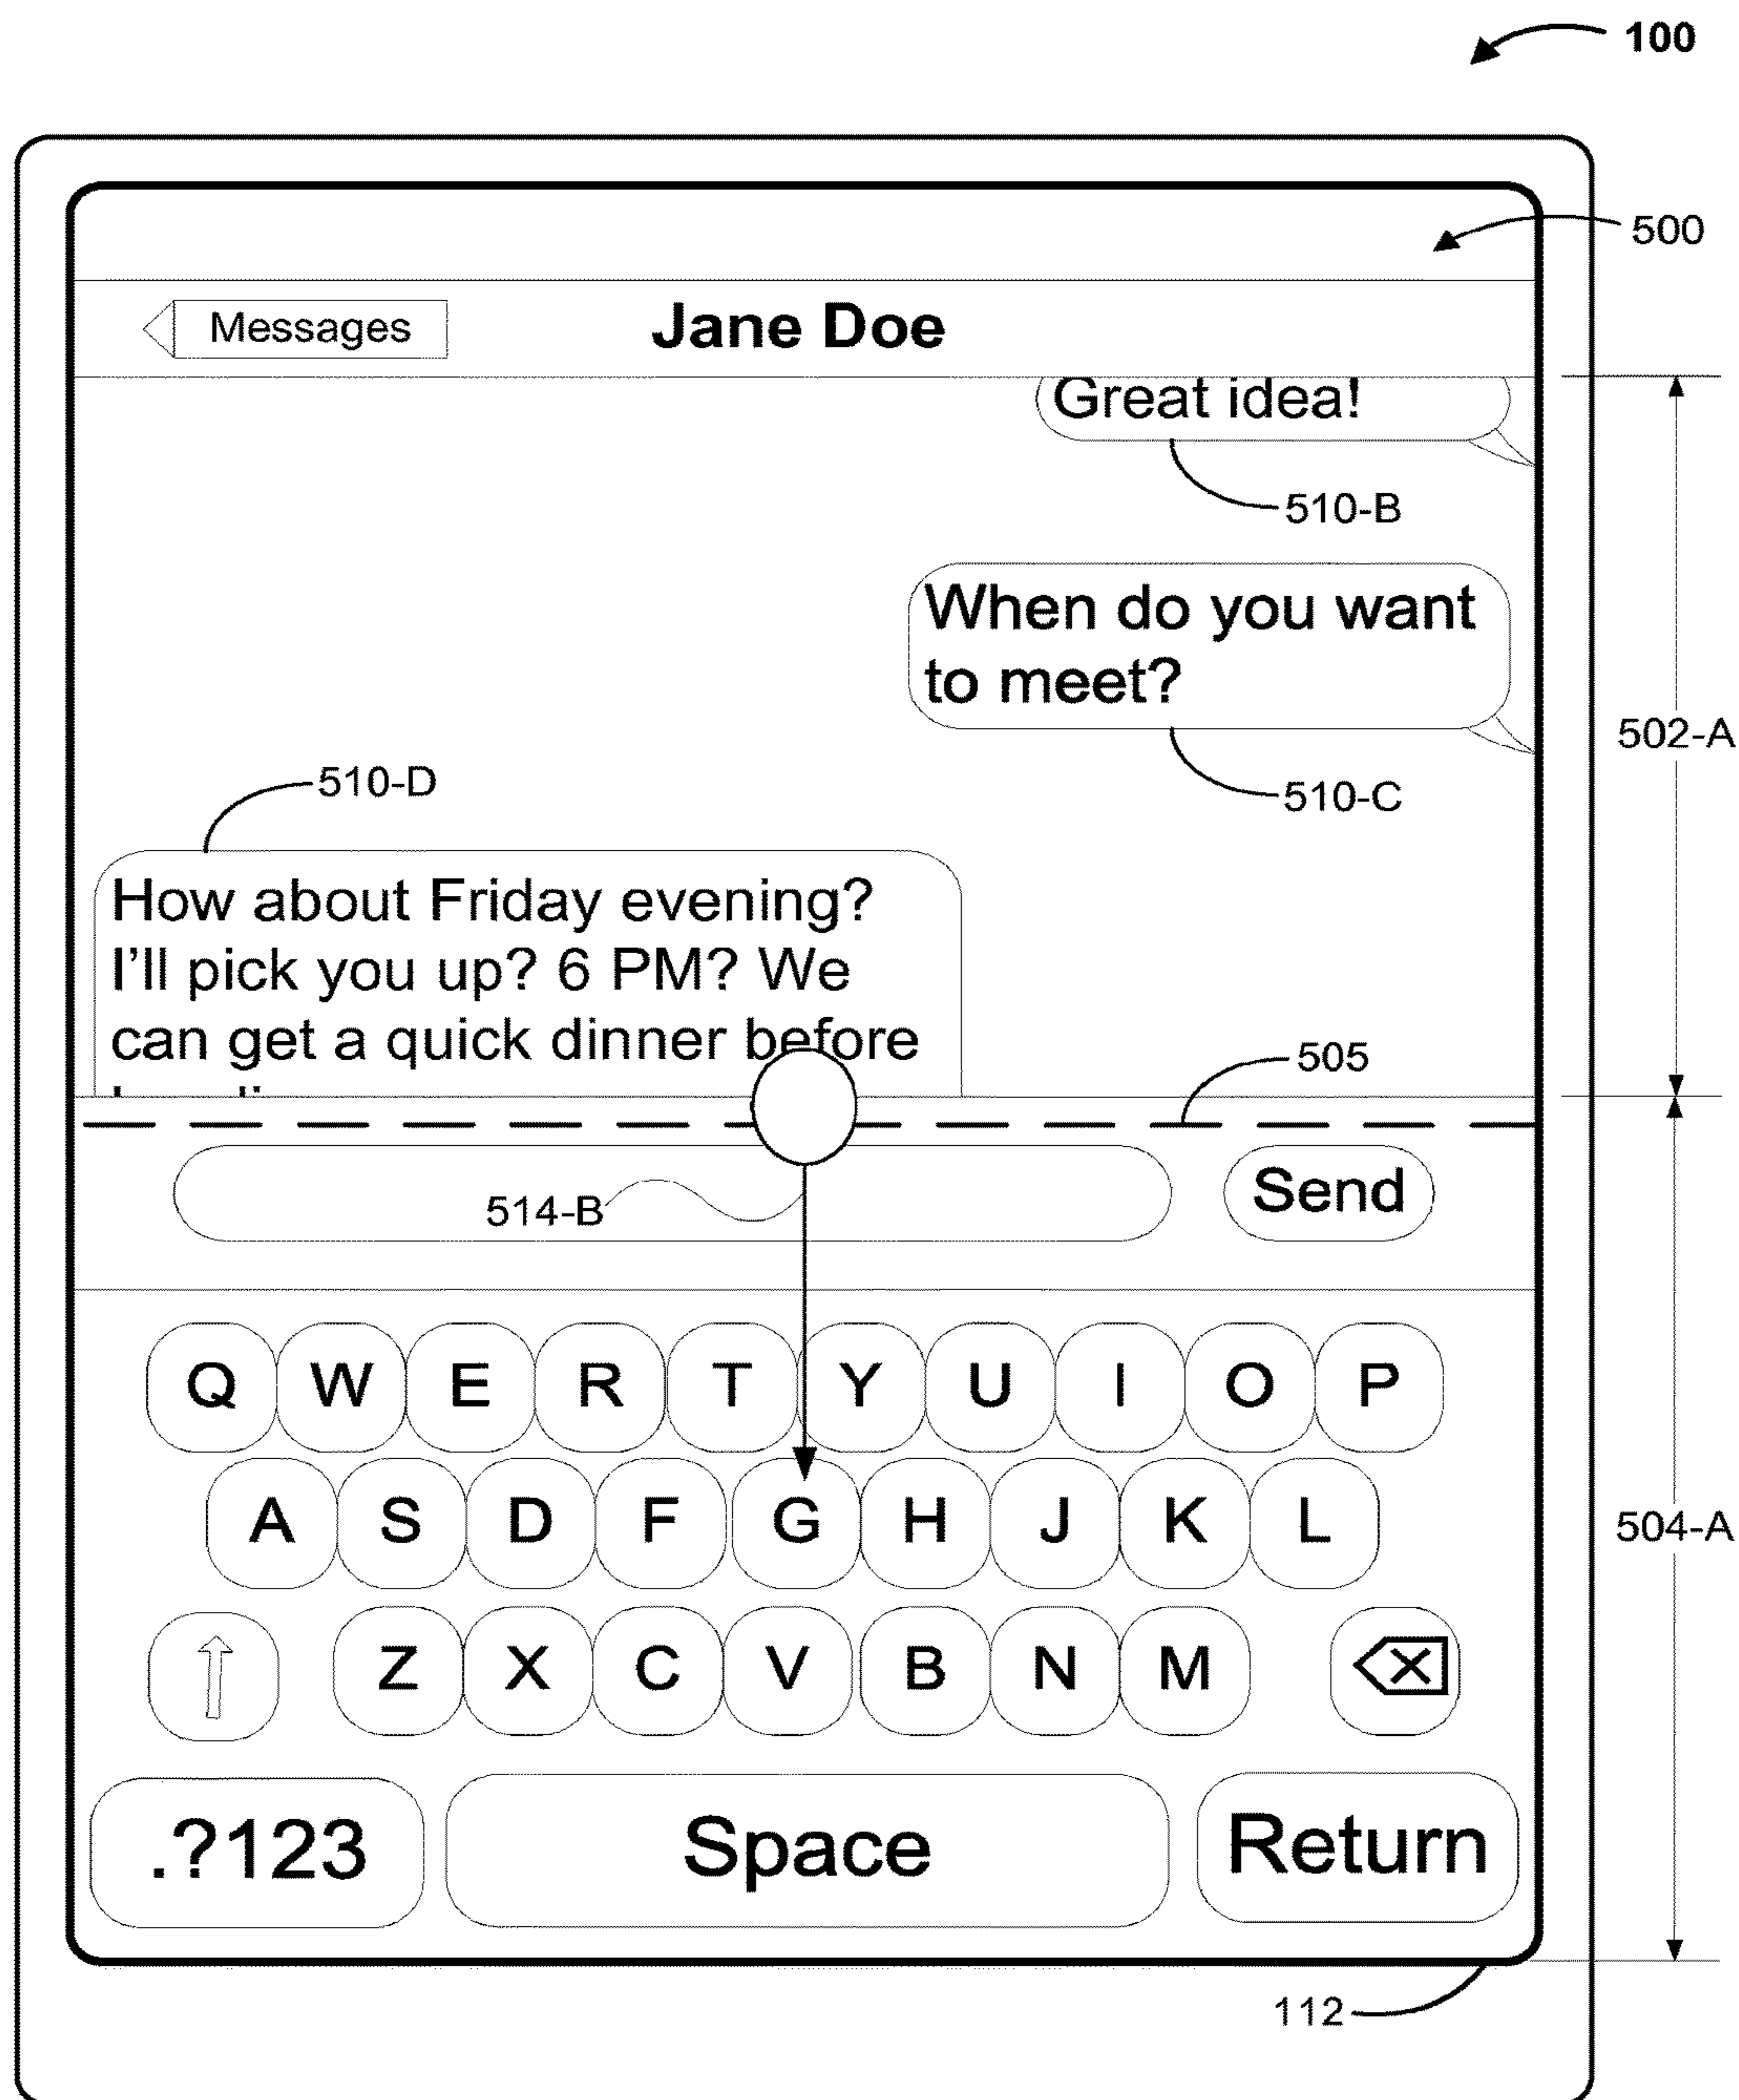 100
500
Messages
Jane Doe
Great idea!
510-B
When do you want
to meet?
502-A
510-C
510-D
How about Friday evening?
I'll pick you up? 6 PM? We
can get a quick dinner before
505
514-B
Send
Q W E R T Y U I O P
A S D F G H J K L
504-A
Z X C V B N M
.?123 Space Return
112